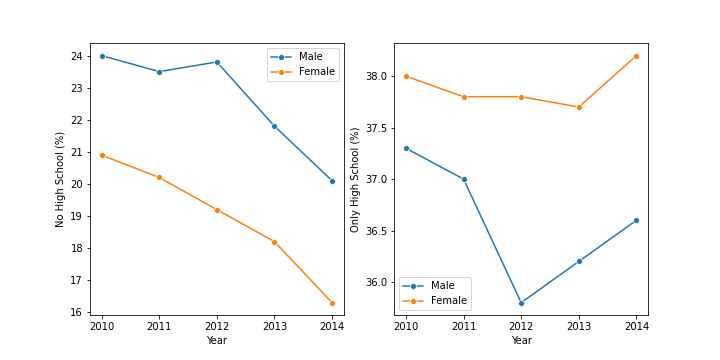 24
23
22
21
20
19
18
17
16
No High School (%)
2010 2011 2012 2013 2014
Year
Male
Female
38.0
37.5
37.0
36.5
36.0
Only High School (%)
2010 2011 2012 2013 2014
Year
Male
Female